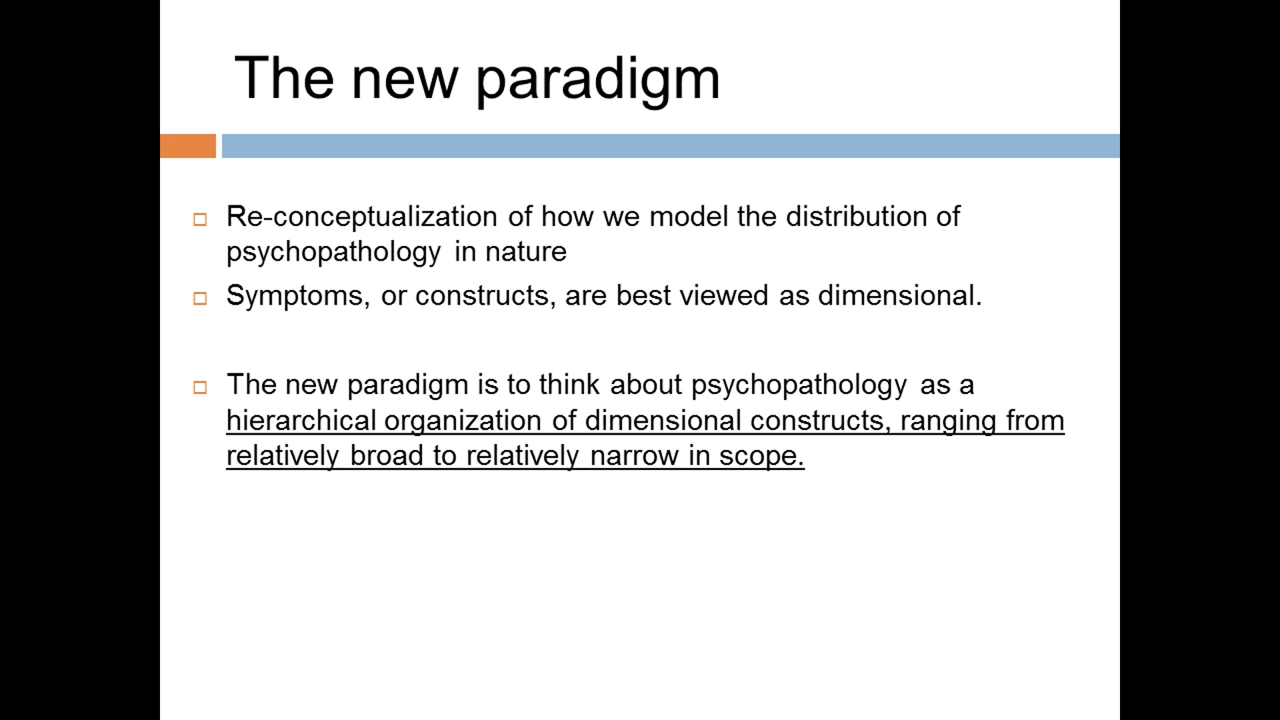 The new paradigm
Re-conceptualization of how we model the distribution of
psychopathology in nature
Symptoms, or constructs, are best viewed as dimensional.
The new paradigm is to think about psychopathology as a
hierarchical organization of dimensional constructs, ranging from
relatively broad to relatively narrow in scope.